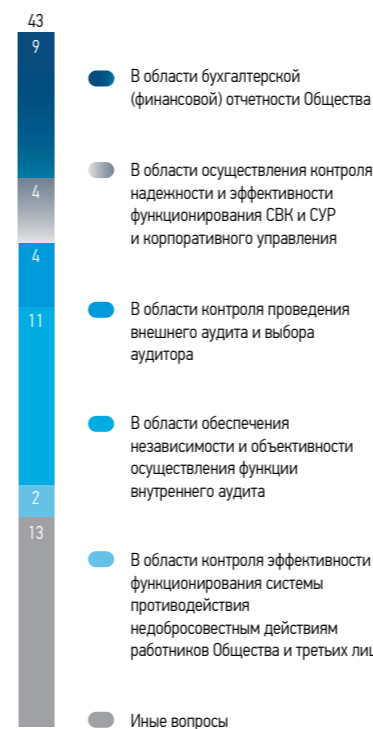 43
9
В области бухгалтерской
(финансовой) отчетности Общества
4
В области осуществления контроля
надежности и эффективности
функционирования СВК и СУР
и корпоративного управления
4
11
В области контроля проведения
внешнего аудита и выбора
аудитора
В области обеспечения
независимости и объективности
осуществления функции
внутреннего аудита
2
13
В области контроля эффективности
функционирования системы
противодействия
недобросовестным действиям
работников Общества и третьих лиц
Иные вопросы